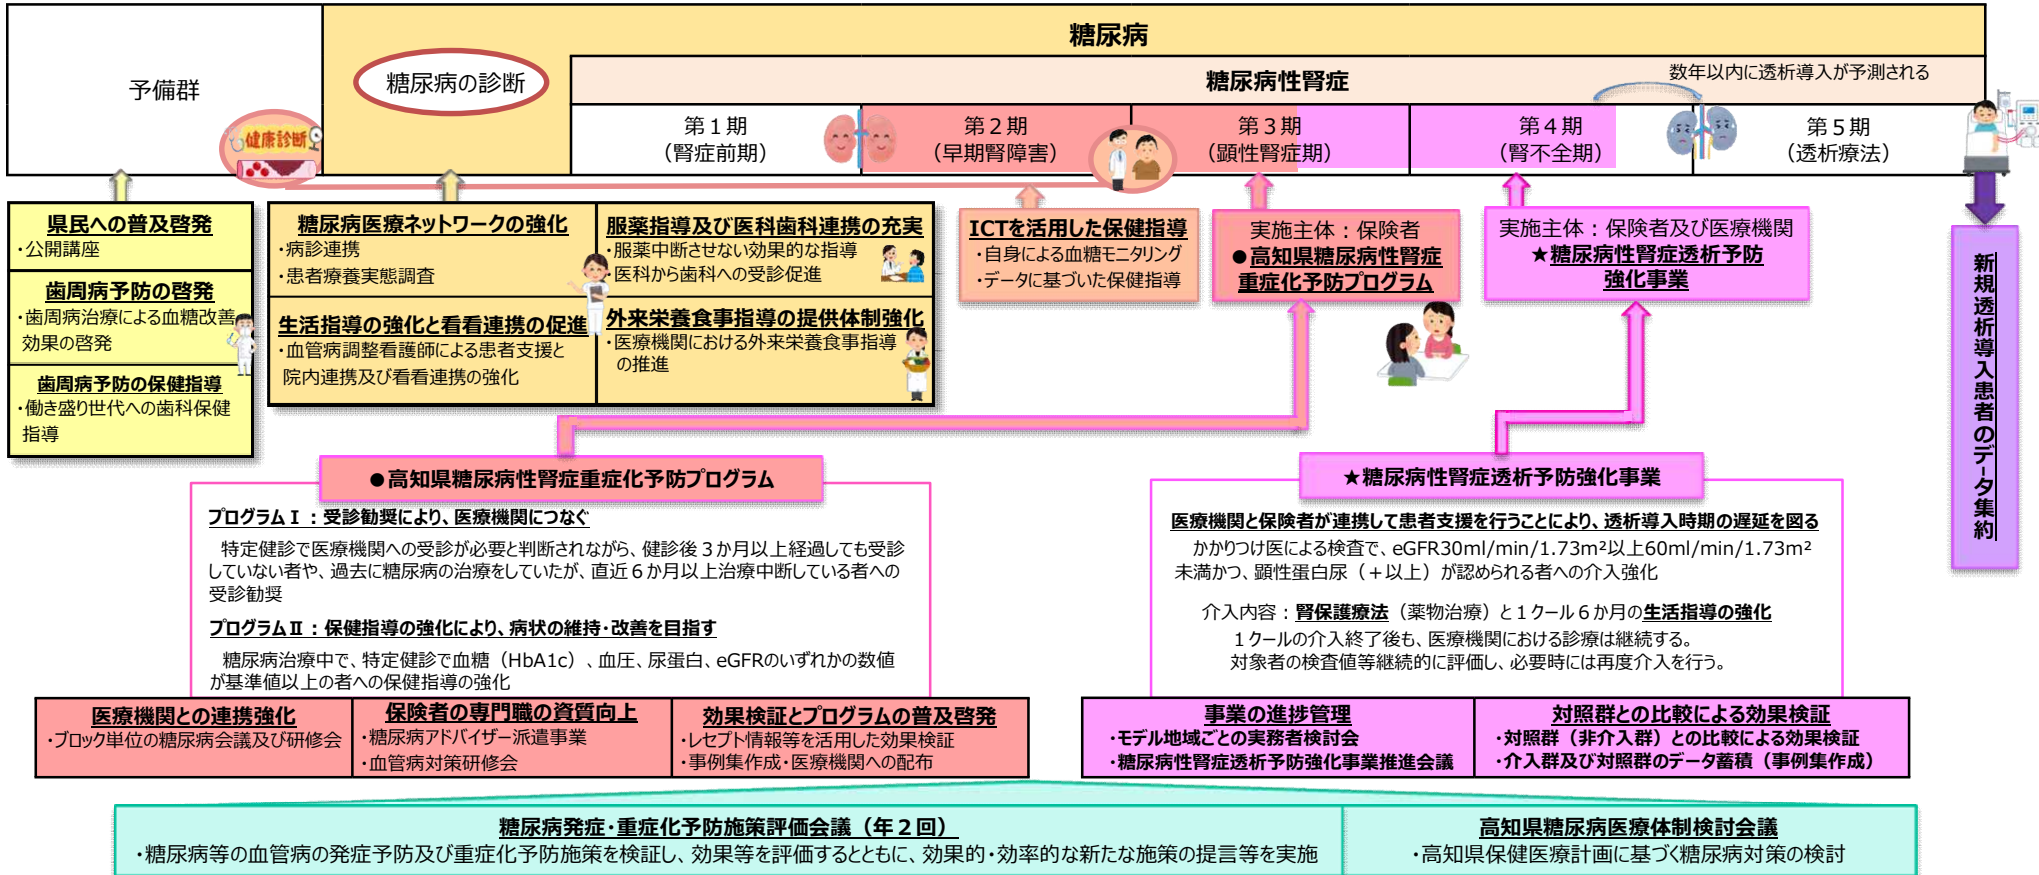 糖尿病
予備群
糖尿病の診断
糖尿病性腎症
数年以内に透析導入が予測される
健康診断
第１期
（腎症前期）
第２期
（早期腎障害）
第３期
（顕性腎症期）
第４期
（腎不全期）
第５期
（透析療法）
県民への普及啓発
・公開講座
歯周病予防の啓発
・歯周病治療による血糖改善
効果の啓発
歯周病予防の保健指導
・働き盛り世代への歯科保健
指導
糖尿病医療ネットワークの強化
・病診連携
・患者療養実態調査
服薬指導及び医科歯科連携の充実
・服薬中断させない効果的な指導
・医科から歯科への受診促進
生活指導の強化と看看連携の促進
・血管病調整看護師による患者支援と
院内連携及び看看連携の強化
外来栄養食事指導の提供体制強化
・医療機関における外来栄養食事指導
の推進
ICTを活用した保健指導
・自身による血糖モニタリング
・データに基づいた保健指導
実施主体：保険者
●高知県糖尿病性腎症
重症化予防プログラム
実施主体：保険者及び医療機関
★糖尿病性腎症透析予防
強化事業
新規透析導入患者のデータ集約
●高知県糖尿病性腎症重症化予防プログラム
プログラムⅠ：受診勧奨により、医療機関につなぐ
特定健診で医療機関への受診が必要と判断されながら、健診後３か月以上経過しても受診
していない者や、過去に糖尿病の治療をしていたが、直近６か月以上治療中断している者への
受診勧奨
プログラムⅡ：保健指導の強化により、病状の維持・改善を目指す
糖尿病治療中で、特定健診で血糖（HbA1c）、血圧、尿蛋白、eGFRのいずれかの数値
が基準値以上の者への保健指導の強化
★糖尿病性腎症透析予防強化事業
医療機関と保険者が連携して患者支援を行うことにより、透析導入時期の遅延を図る
かかりつけ医による検査で、eGFR30ml/min/1.73m²以上60ml/min/1.73m²
未満かつ、顕性蛋白尿（＋以上）が認められる者への介入強化
介入内容：腎保護療法（薬物治療）と１クール６か月の生活指導の強化
１クールの介入終了後も、医療機関における診療は継続する。
対象者の検査値等継続的に評価し、必要時には再度介入を行う。
医療機関との連携強化
・ブロック単位の糖尿病会議及び研修会
保険者の専門職の資質向上
・糖尿病アドバイザー派遣事業
・血管病対策研修会
効果検証とプログラムの普及啓発
・レセプト情報等を活用した効果検証
・事例集作成・医療機関への配布
事業の進捗管理
・モデル地域ごとの実務者検討会
・糖尿病性腎症透析予防強化事業推進会議
対照群との比較による効果検証
・対照群（非介入群）との比較による効果検証
・介入群及び対照群のデータ蓄積（事例集作成）
糖尿病発症・重症化予防施策評価会議（年２回）
・糖尿病等の血管病の発症予防及び重症化予防施策を検証し、効果等を評価するとともに、効果的・効率的な新たな施策の提言等を実施
高知県糖尿病医療体制検討会議
・高知県保健医療計画に基づく糖尿病対策の検討